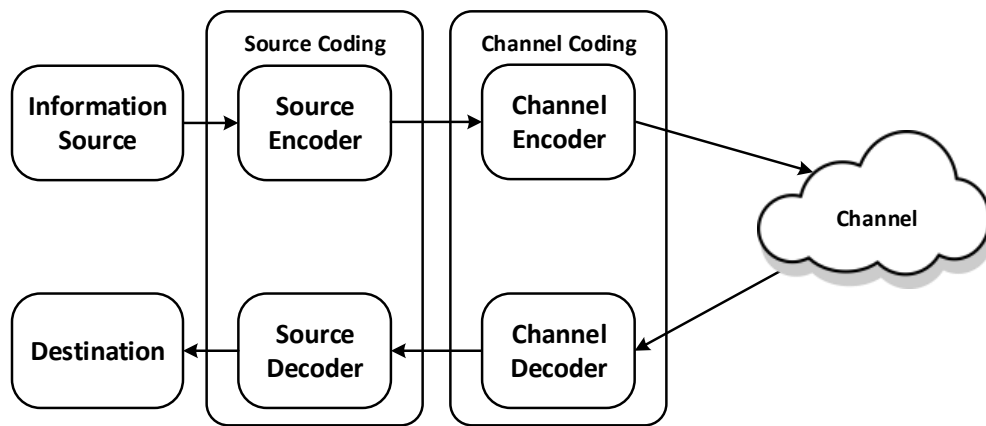 Source Coding
Channel Coding
Information
Source
Source
Encoder
Channel
Encoder
Channel
Destination
Source
Decoder
Channel
Decoder